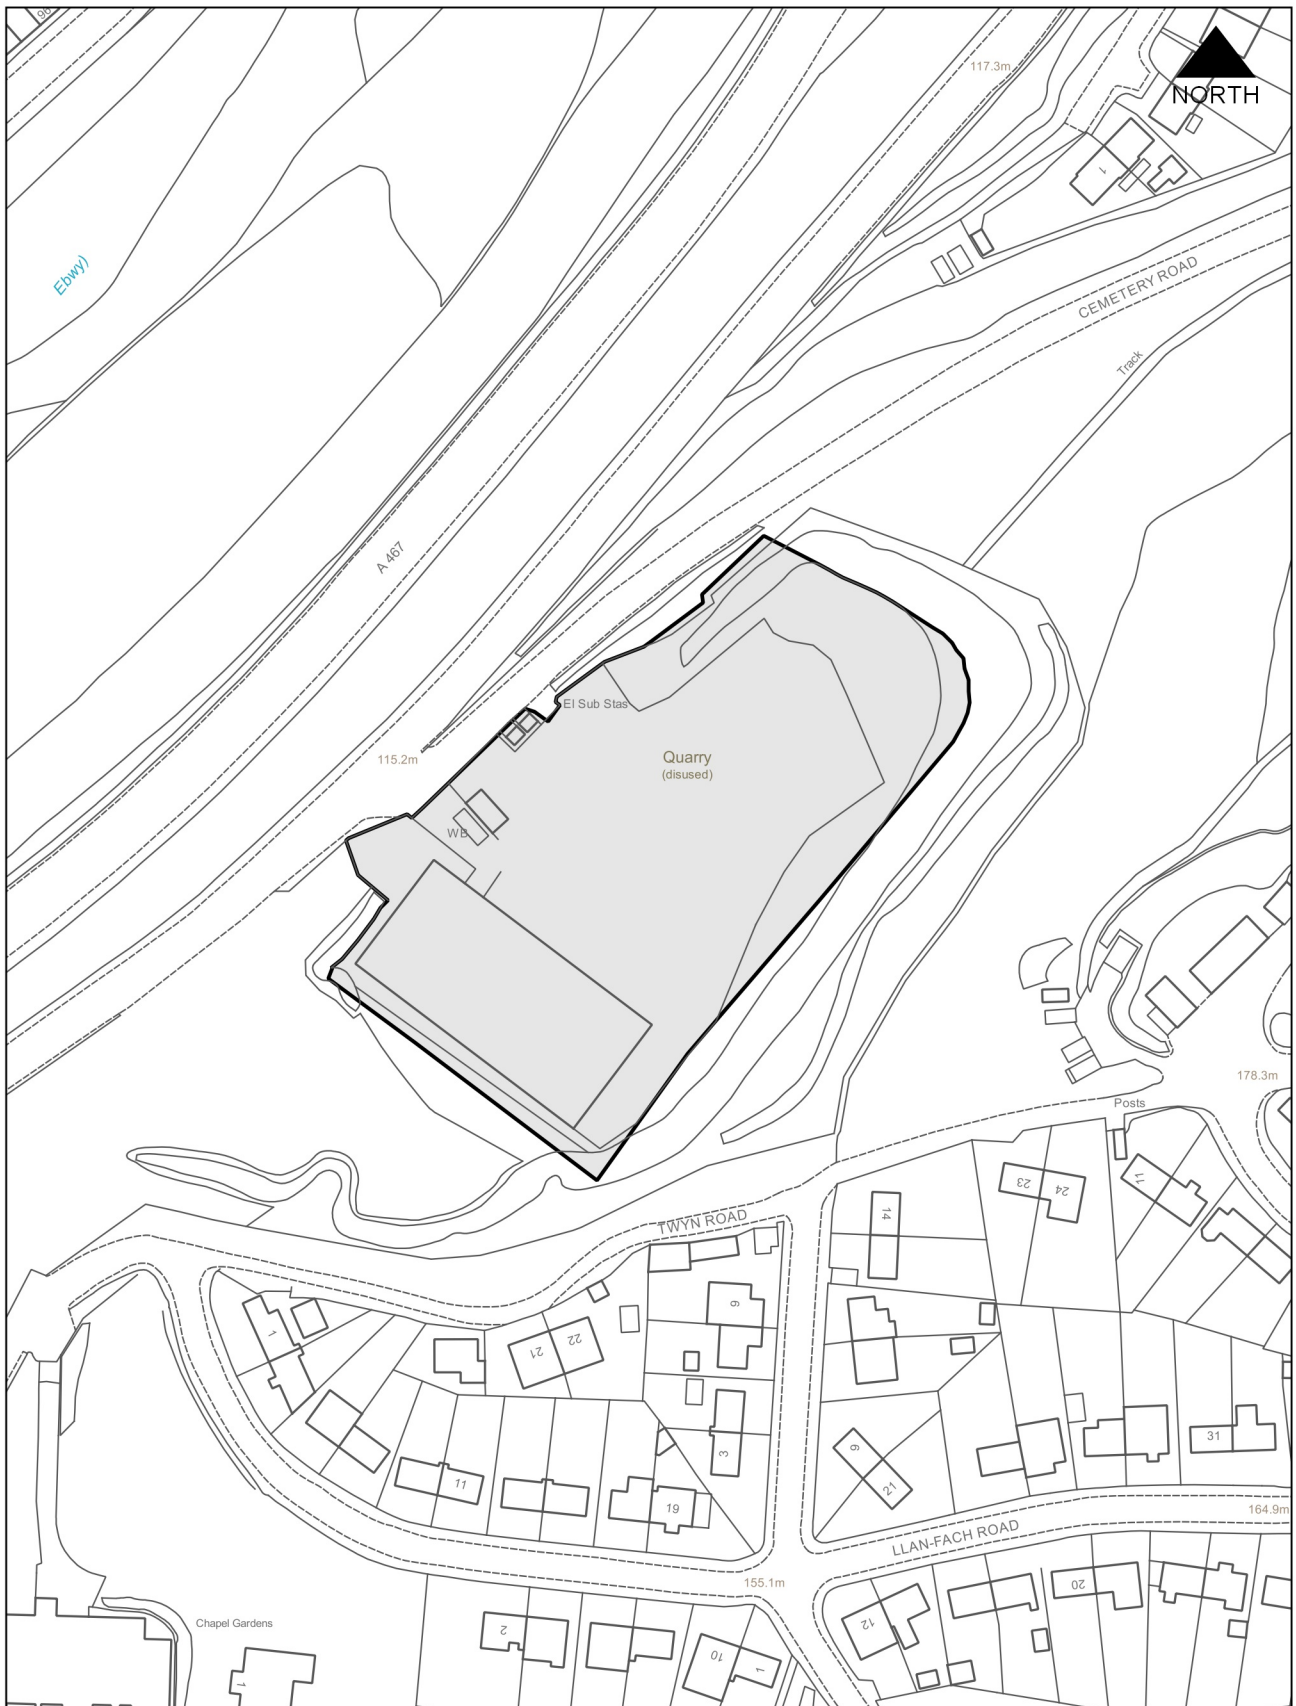 96
117.3m
NORTH
1
Ebwy)
CEMETERY ROAD
Track
A 467
El Sub Stas
115.2m
Quarry
(disused)
WB
178.3m
Posts
TWYN ROAD
14
23
24
11
1
21
22
9
3
11
19
9
21
31
164.9m
LLAN-FACH ROAD
155.1m
20
12
Chapel Gardens
2
10
1
1